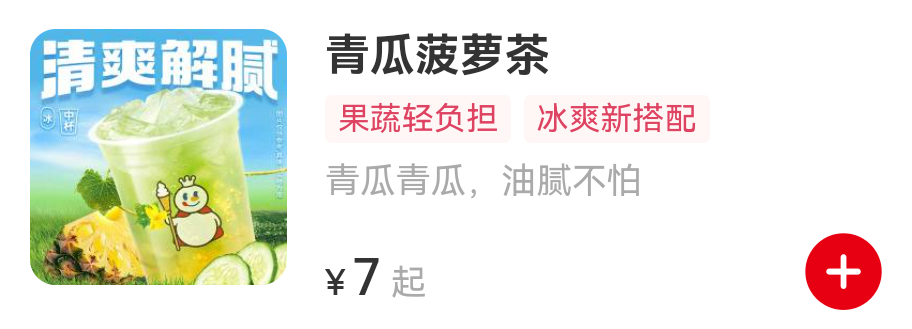 清爽解腻
冰
中杯
青瓜菠萝茶
果蔬轻负担
冰爽新搭配
青瓜青瓜，油腻不怕
¥7起